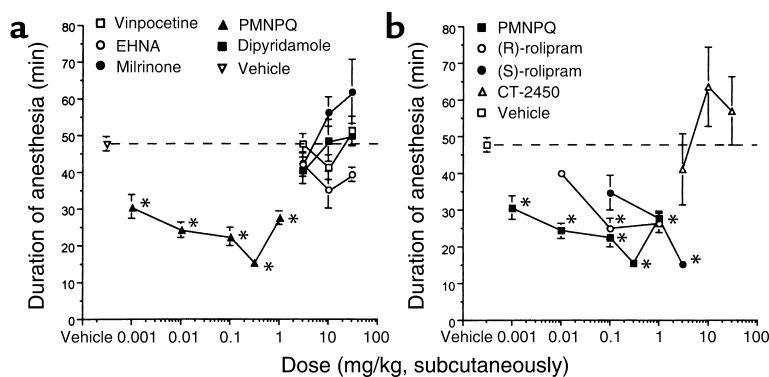 a
Vinpocetine
EHNA
Milrinone
PMNPQ
Dipyridamole
Vehicle
Duration of anesthesia (min)
80
70
60
50
40
30
20
10
0
* * * * *
Vehicle 0.001 0.01 0.1 1 10 100
b
PMNPQ
(R)-rolipram
(S)-rolipram
CT-2450
Vehicle
Duration of anesthesia (min)
80
70
60
50
40
30
20
10
0
* * * * * *
Vehicle 0.001 0.01 0.1 1 10 100
Dose (mg/kg, subcutaneously)